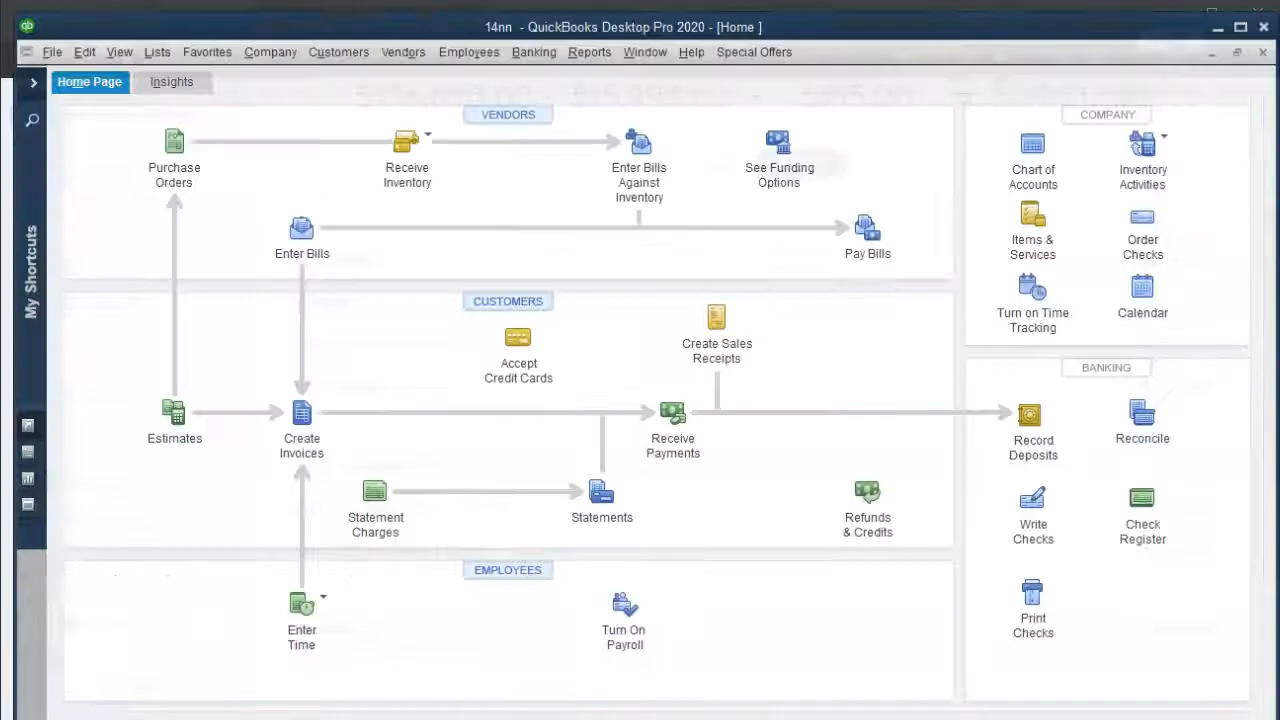 qb
14nn - QuickBooks Desktop Pro 2020 - [Home ]
File Edit View Lists Favorites Company Customers Vendors Employees Banking Reports Window Help Special Offers
Home Page Insights
My Shortcuts
VENDORS
Purchase
Orders
Receive
Inventory
Enter Bills
Against
Inventory
See Funding
Options
Enter Bills
Pay Bills
CUSTOMERS
Accept
Credit Cards
Create Sales
Receipts
Estimates
Create
Invoices
Receive
Payments
Statement
Charges
Statements
Refunds
& Credits
EMPLOYEES
Enter
Time
Turn On
Payroll
COMPANY
Chart of
Accounts
Inventory
Activities
Items &
Services
Order
Checks
Turn on Time
Tracking
Calendar
BANKING
Record
Deposits
Reconcile
Write
Checks
Check
Register
Print
Checks